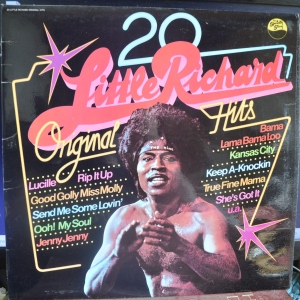 20
Little Richard
Original
Hits
Lucille Rip It Up
Good Golly Miss Molly
Send Me Some Lovin'
Ooh! My Soul
Jenny Jenny
Bama
Lama Bama Loo
Kansas City
Keep A-Knockin
True Fine Mama
She's Got It
u.a.